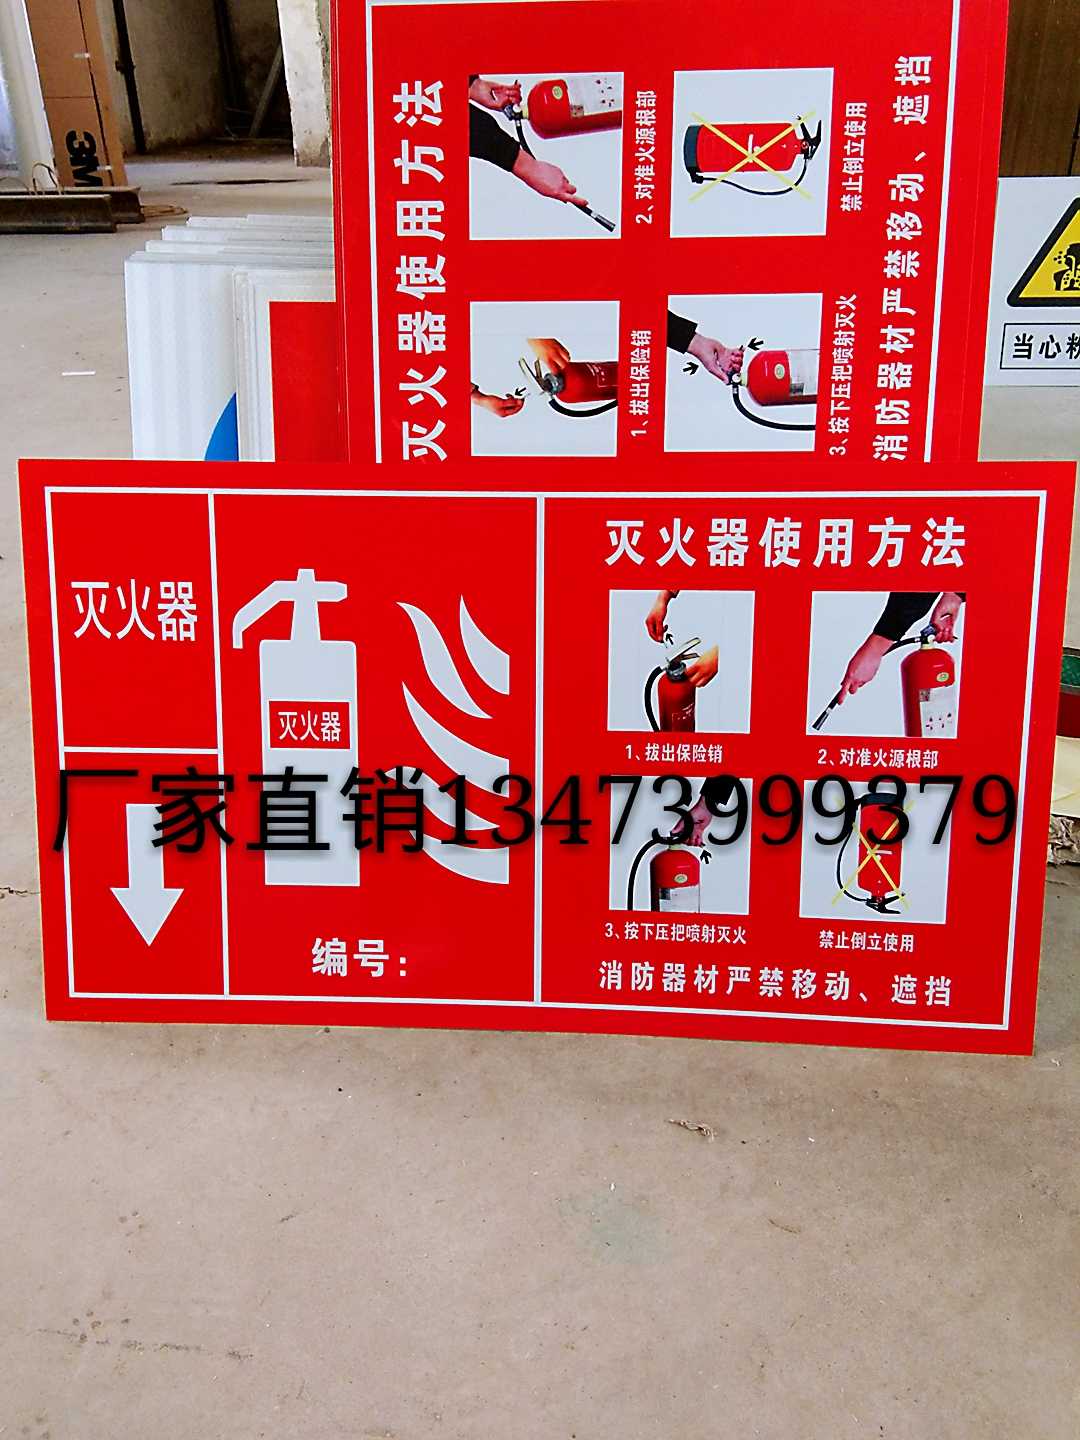 3M
灭火器使用方法
2、对准火源根部
禁止倒立使用
1、拔出保险销
3、按下压把喷射灭火
消防器材严禁移动、遮挡
当心粉
灭火器
灭火器
编号:
灭火器使用方法
1、拔出保险销
2、对准火源根部
厂家直销13473999379
3、按下压把喷射灭火
禁止倒立使用
消防器材严禁移动、遮挡